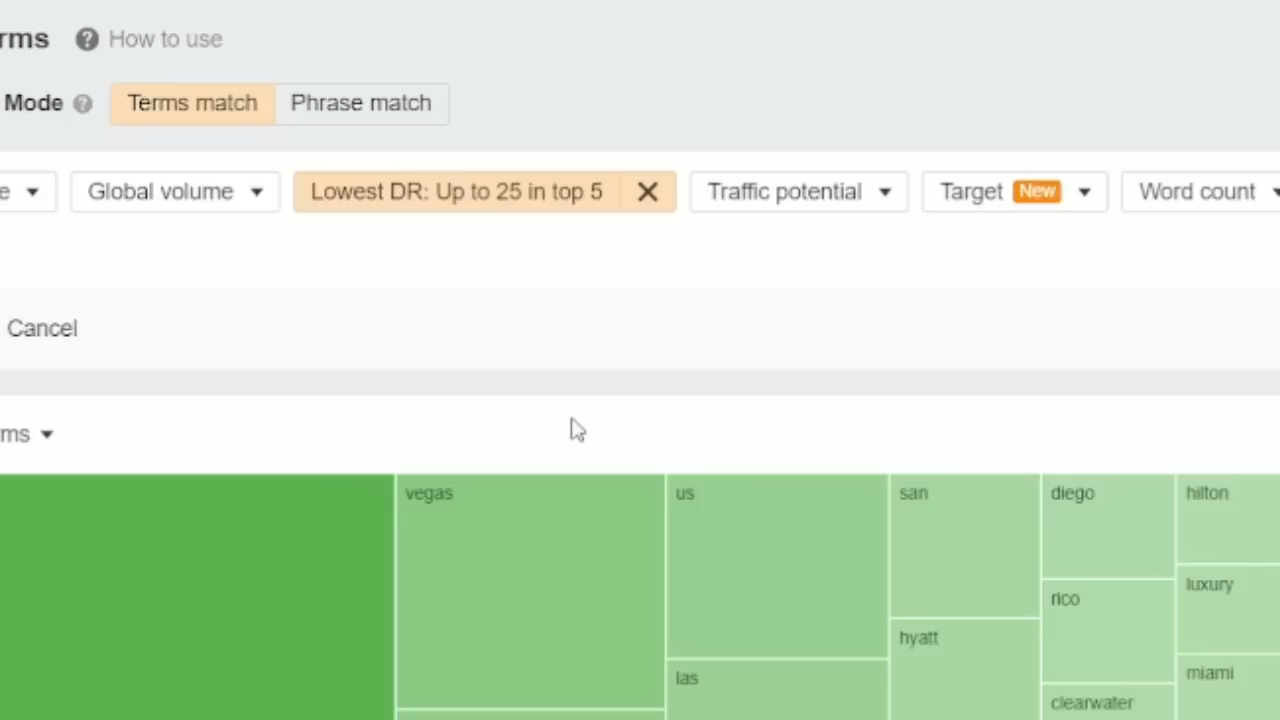 rms How to use
Mode Terms match Phrase match
e Global volume Lowest DR: Up to 25 in top 5 Traffic potential Target New Word count
Cancel
ms
vegas us san diego hilton
luxury
rico
hyatt
miami
las
clearwater